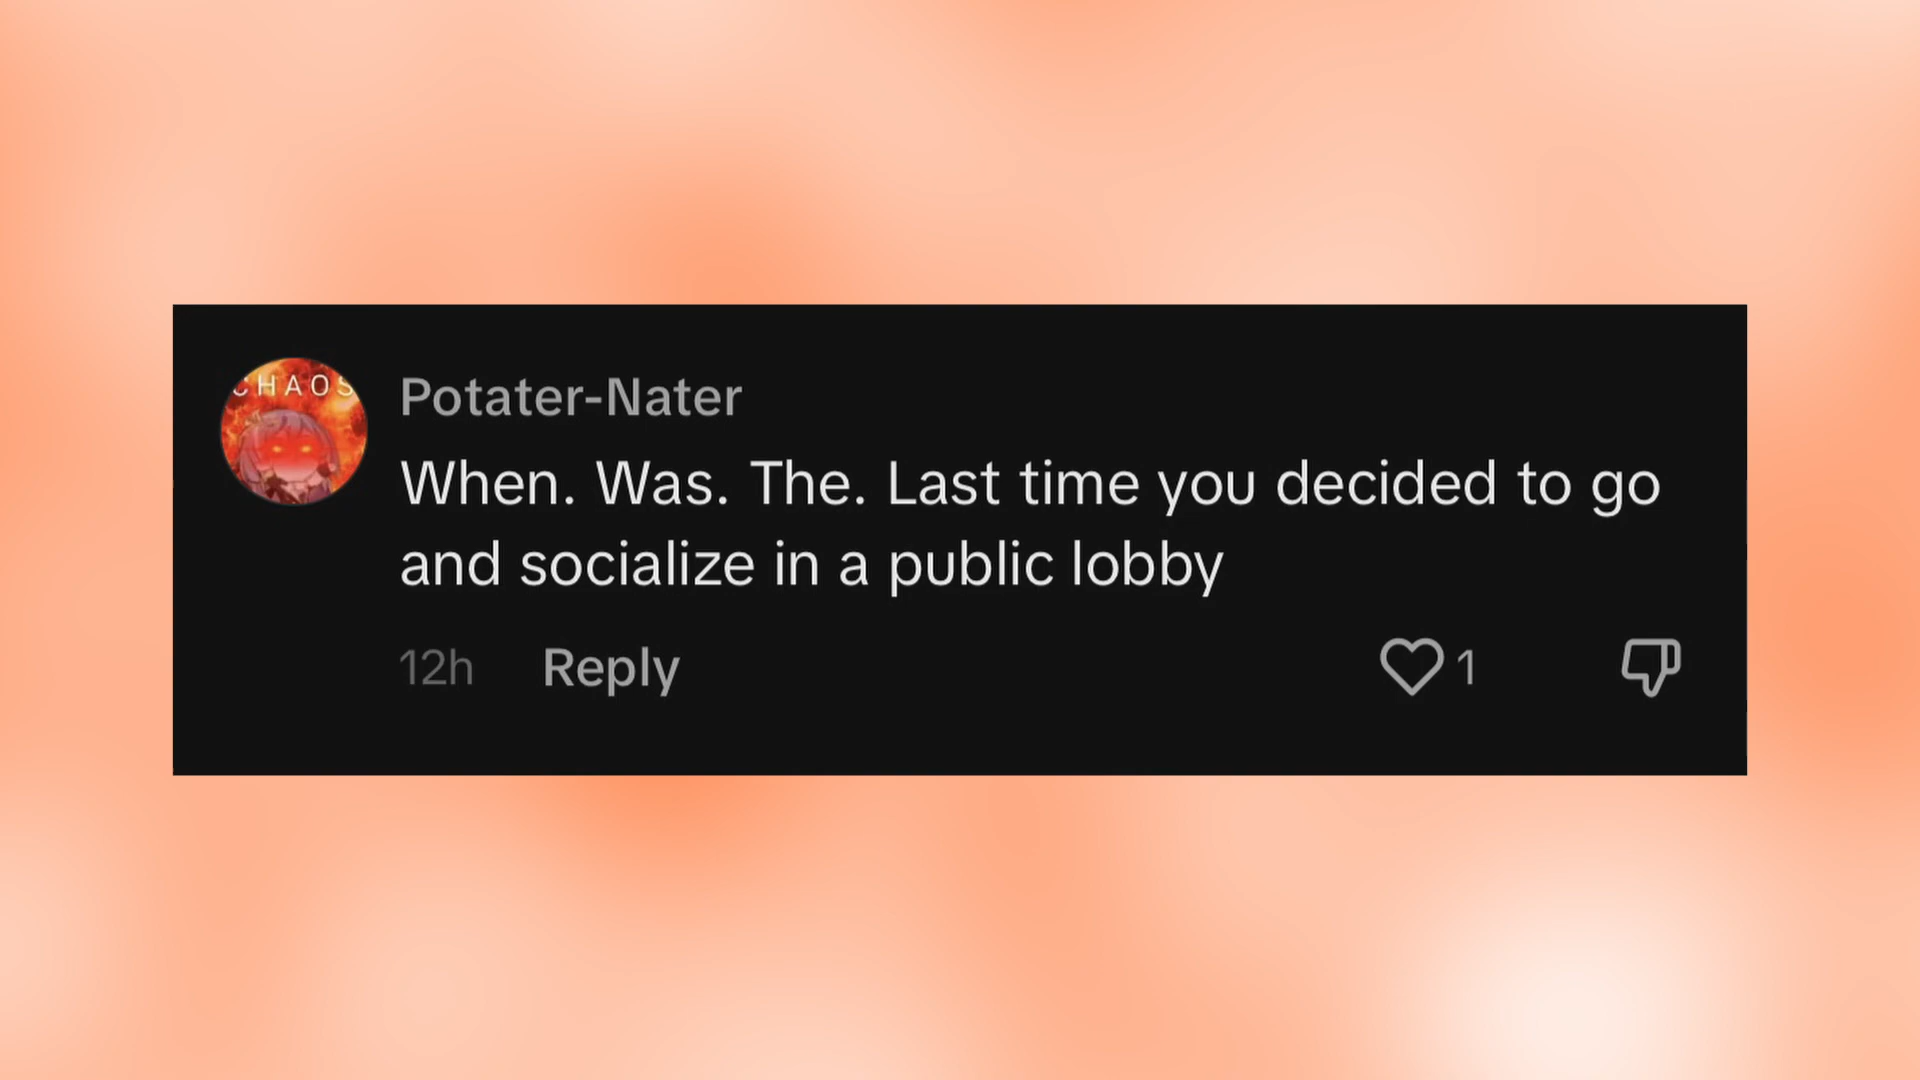 CHAOS
Potater-Nater
When. Was. The. Last time you decided to go
and socialize in a public lobby
12h Reply 1